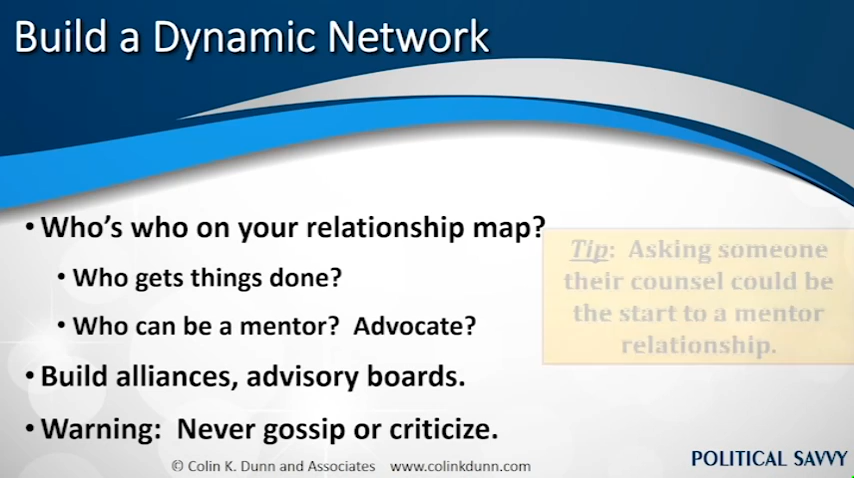 Build a Dynamic Network
• Who's who on your relationship map?
• Who gets things done?
• Who can be a mentor?  Advocate?
• Build alliances, advisory boards.
• Warning:  Never gossip or criticize.
Tip:  Asking someone
their counsel could be
the start to a mentor
relationship.
© Colin K. Dunn and Associates    www.colinkdunn.com
POLITICAL SAVVY